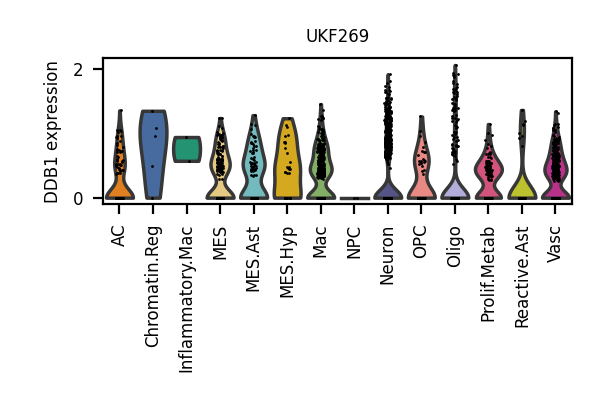 UKF269
DDB1 expression
2
0
AC
Chromatin.Reg
Inflammatory.Mac
MES
MES.Ast
MES.Hyp
Mac
NPC
Neuron
OPC
Oligo
Prolif.Metab
Reactive.Ast
Vasc